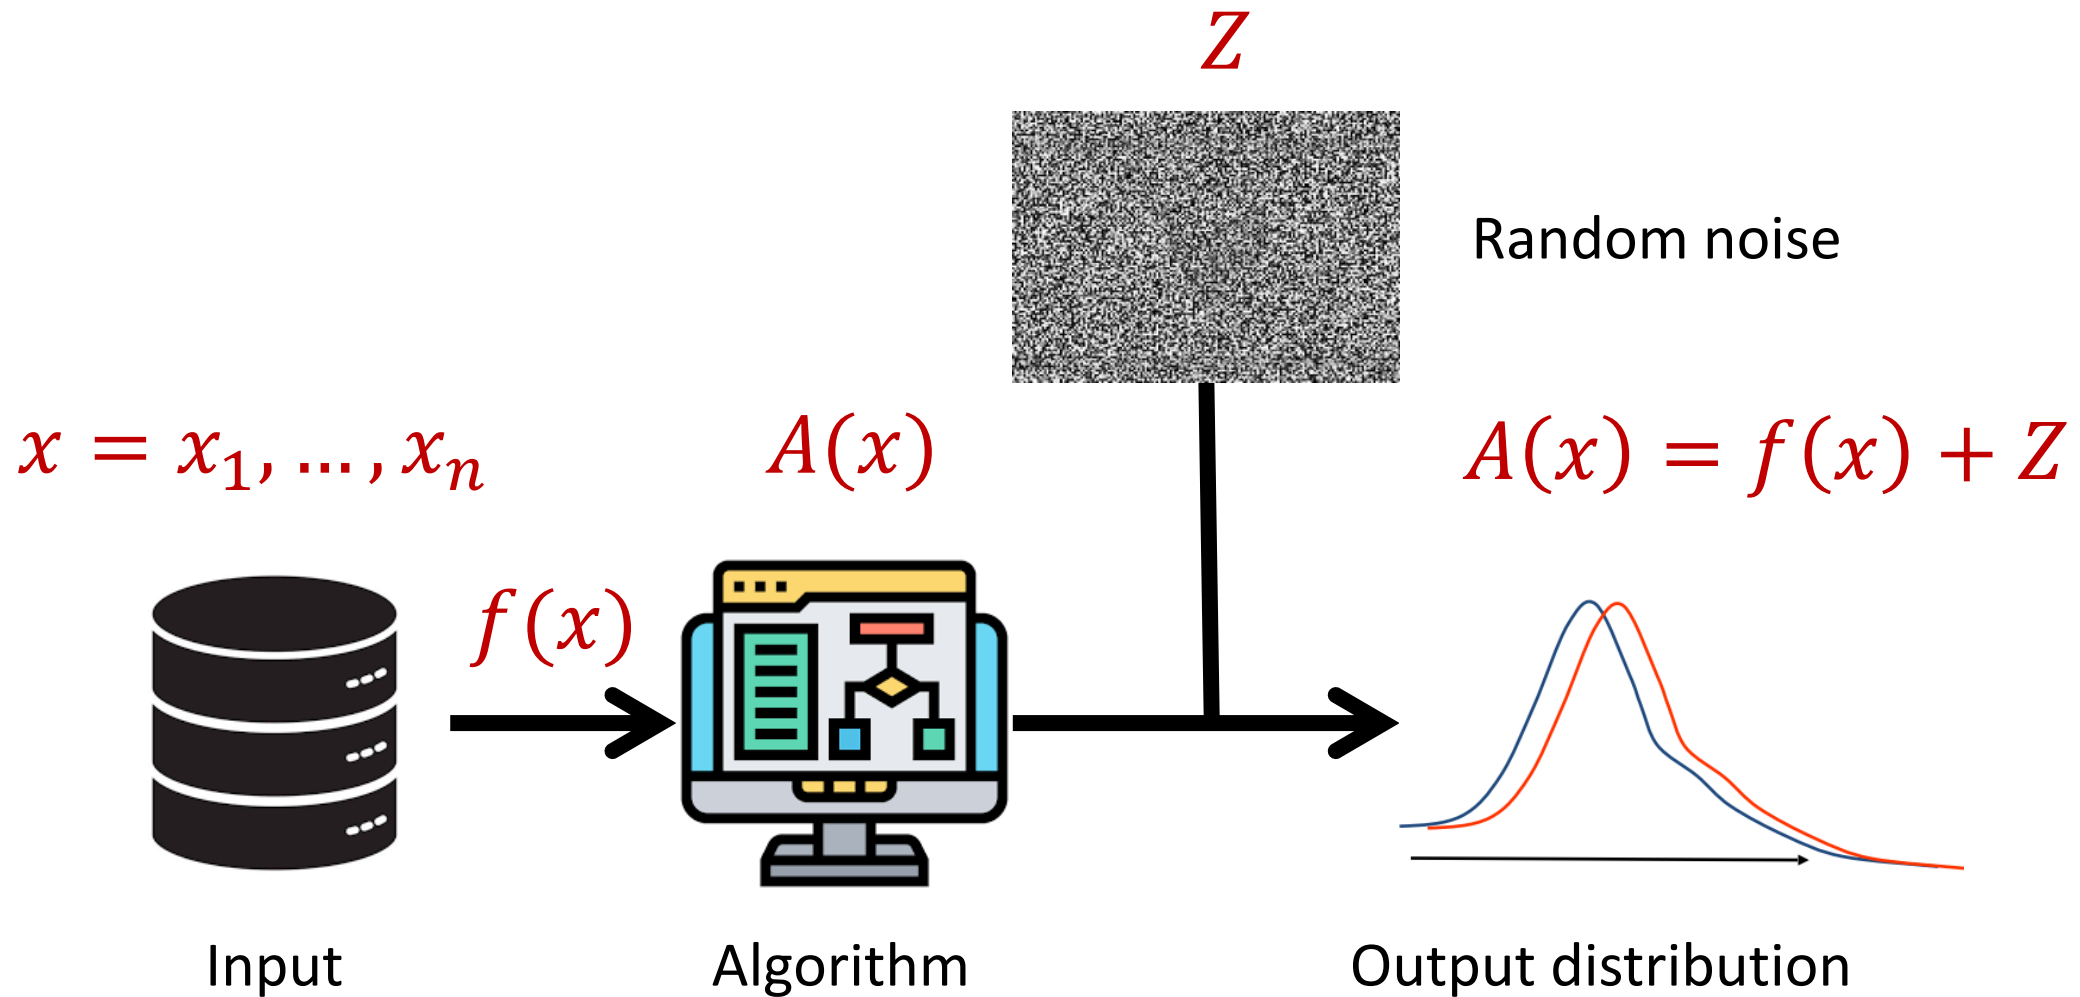 Z
Random noise
x = x₁, … , xₙ
A(x)
A(x) = f(x) + Z
f(x)
Input
Algorithm
Output distribution